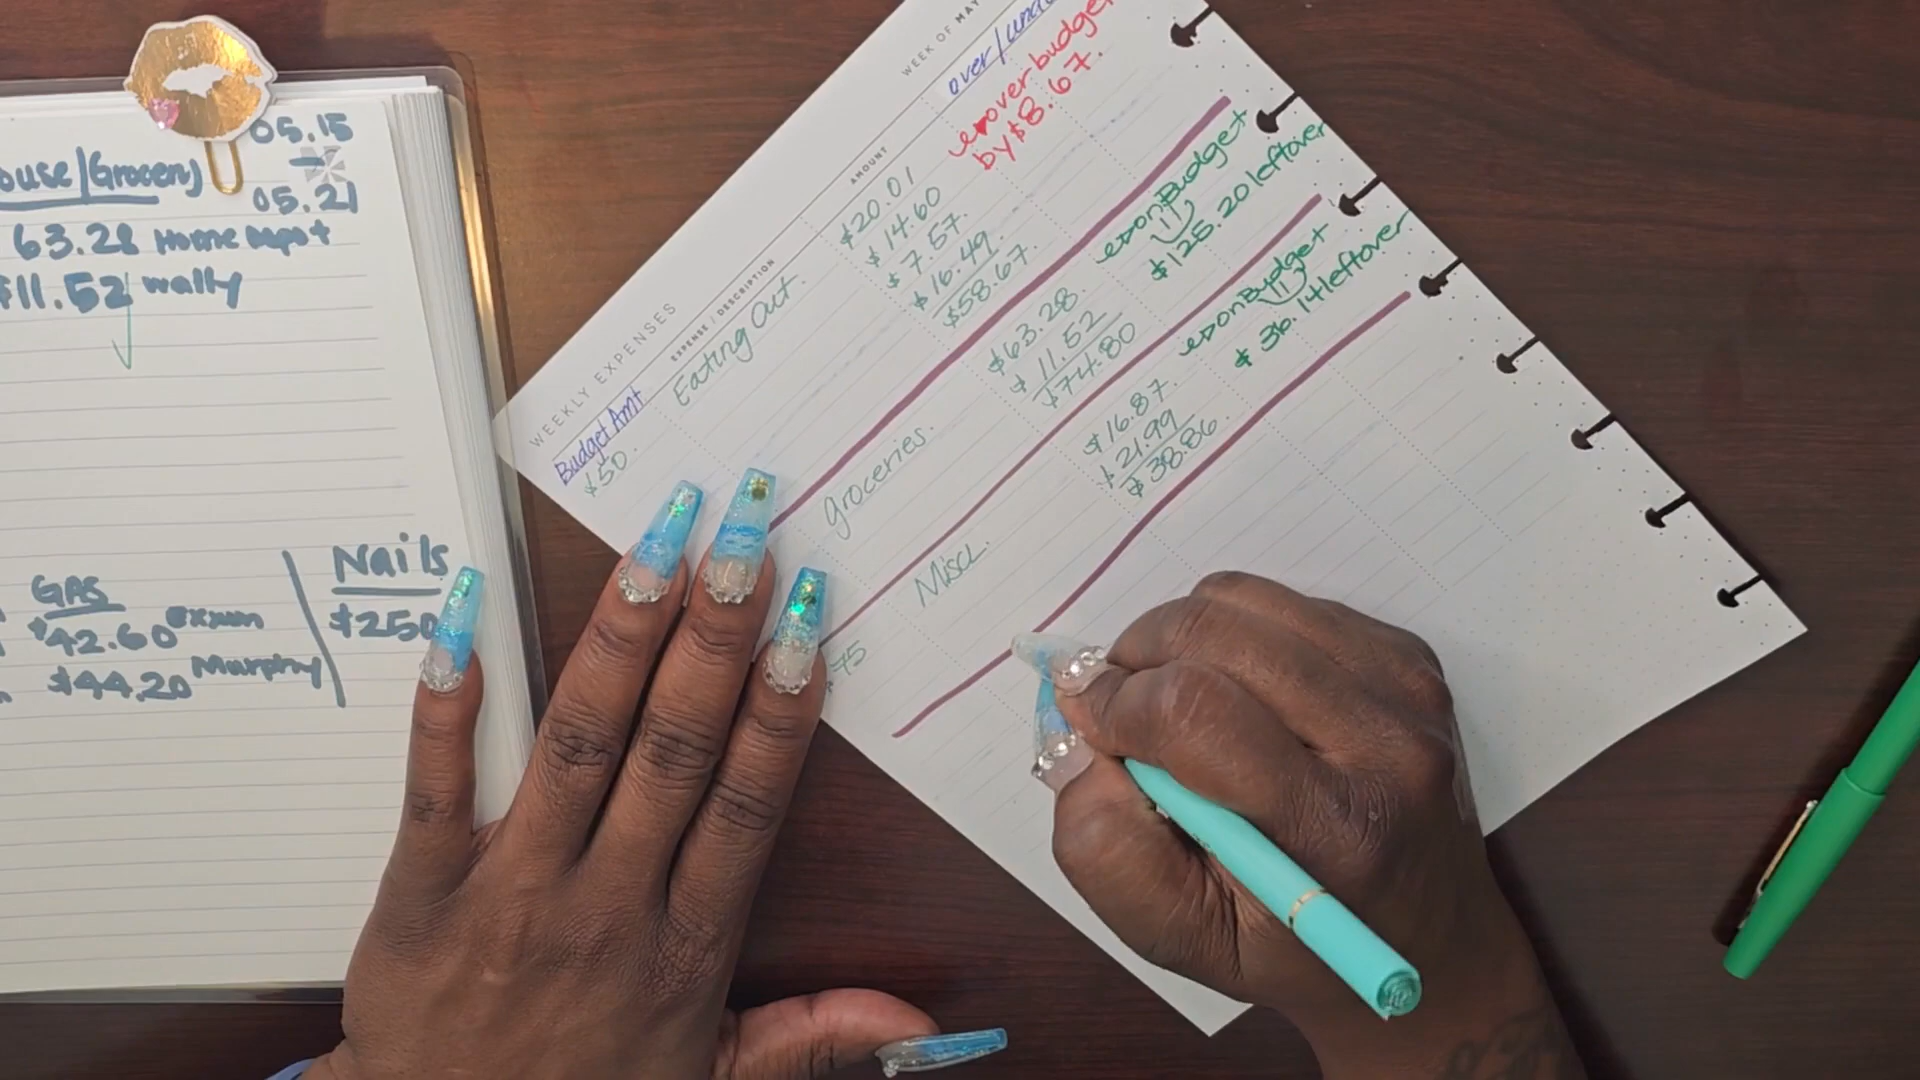 05.15
-
05.21
ouse/Grocery
63.28 Home Depot
$11.52 wally
GAS
$42.60 exxon
$44.20 Murphy
Nails
$250
WEEKLY EXPENSES
WEEK OF MAY
Budget Amt
EXPENSE / DESCRIPTION
AMOUNT
over/unde
$50.
Eating Out.
$20.01
$14.60
$7.57.
$16.49
$58.67.
over budget
by $8.67.
groceries.
$63.28.
$11.52
$74.80
on Budget
$125.20 leftover
75
Miscl.
$16.87.
$21.99
$38.86
on Budget
$36.14 leftover